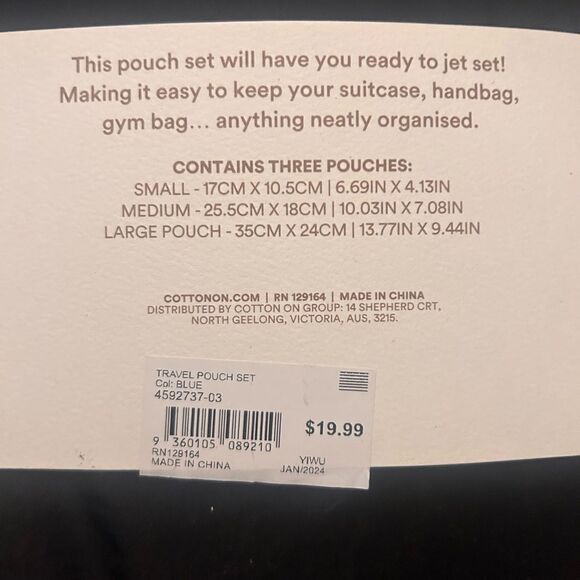 This pouch set will have you ready to jet set!
Making it easy to keep your suitcase, handbag,
gym bag... anything neatly organised.
CONTAINS THREE POUCHES:
SMALL - 17CM X 10.5CM | 6.69IN X 4.13IN
MEDIUM - 25.5CM X 18CM | 10.03IN X 7.08IN
LARGE POUCH - 35CM X 24CM | 13.77IN X 9.44IN
COTTONON.COM | RN 129164 | MADE IN CHINA
DISTRIBUTED BY COTTON ON GROUP: 14 SHEPHERD CRT,
NORTH GEELONG, VICTORIA, AUS, 3215.
TRAVEL POUCH SET
Col: BLUE
4592737-03
$19.99
9 360105 089210
RN129164
MADE IN CHINA
YIWU
JAN/2024